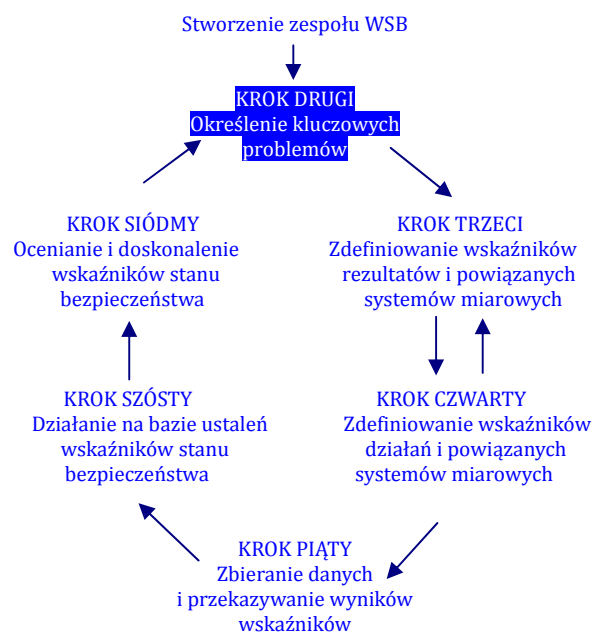 Stworzenie zespołu WSB
KROK DRUGI
Określenie kluczowych
problemów
KROK SIÓDMY
Ocenianie i doskonalenie
wskaźników stanu
bezpieczeństwa
KROK TRZECI
Zdefiniowanie wskaźników
rezultatów i powiązanych
systemów miarowych
KROK SZÓSTY
Działanie na bazie ustaleń
wskaźników stanu
bezpieczeństwa
KROK CZWARTY
Zdefiniowanie wskaźników
działań i powiązanych
systemów miarowych
KROK PIĄTY
Zbieranie danych
i przekazywanie wyników
wskaźników